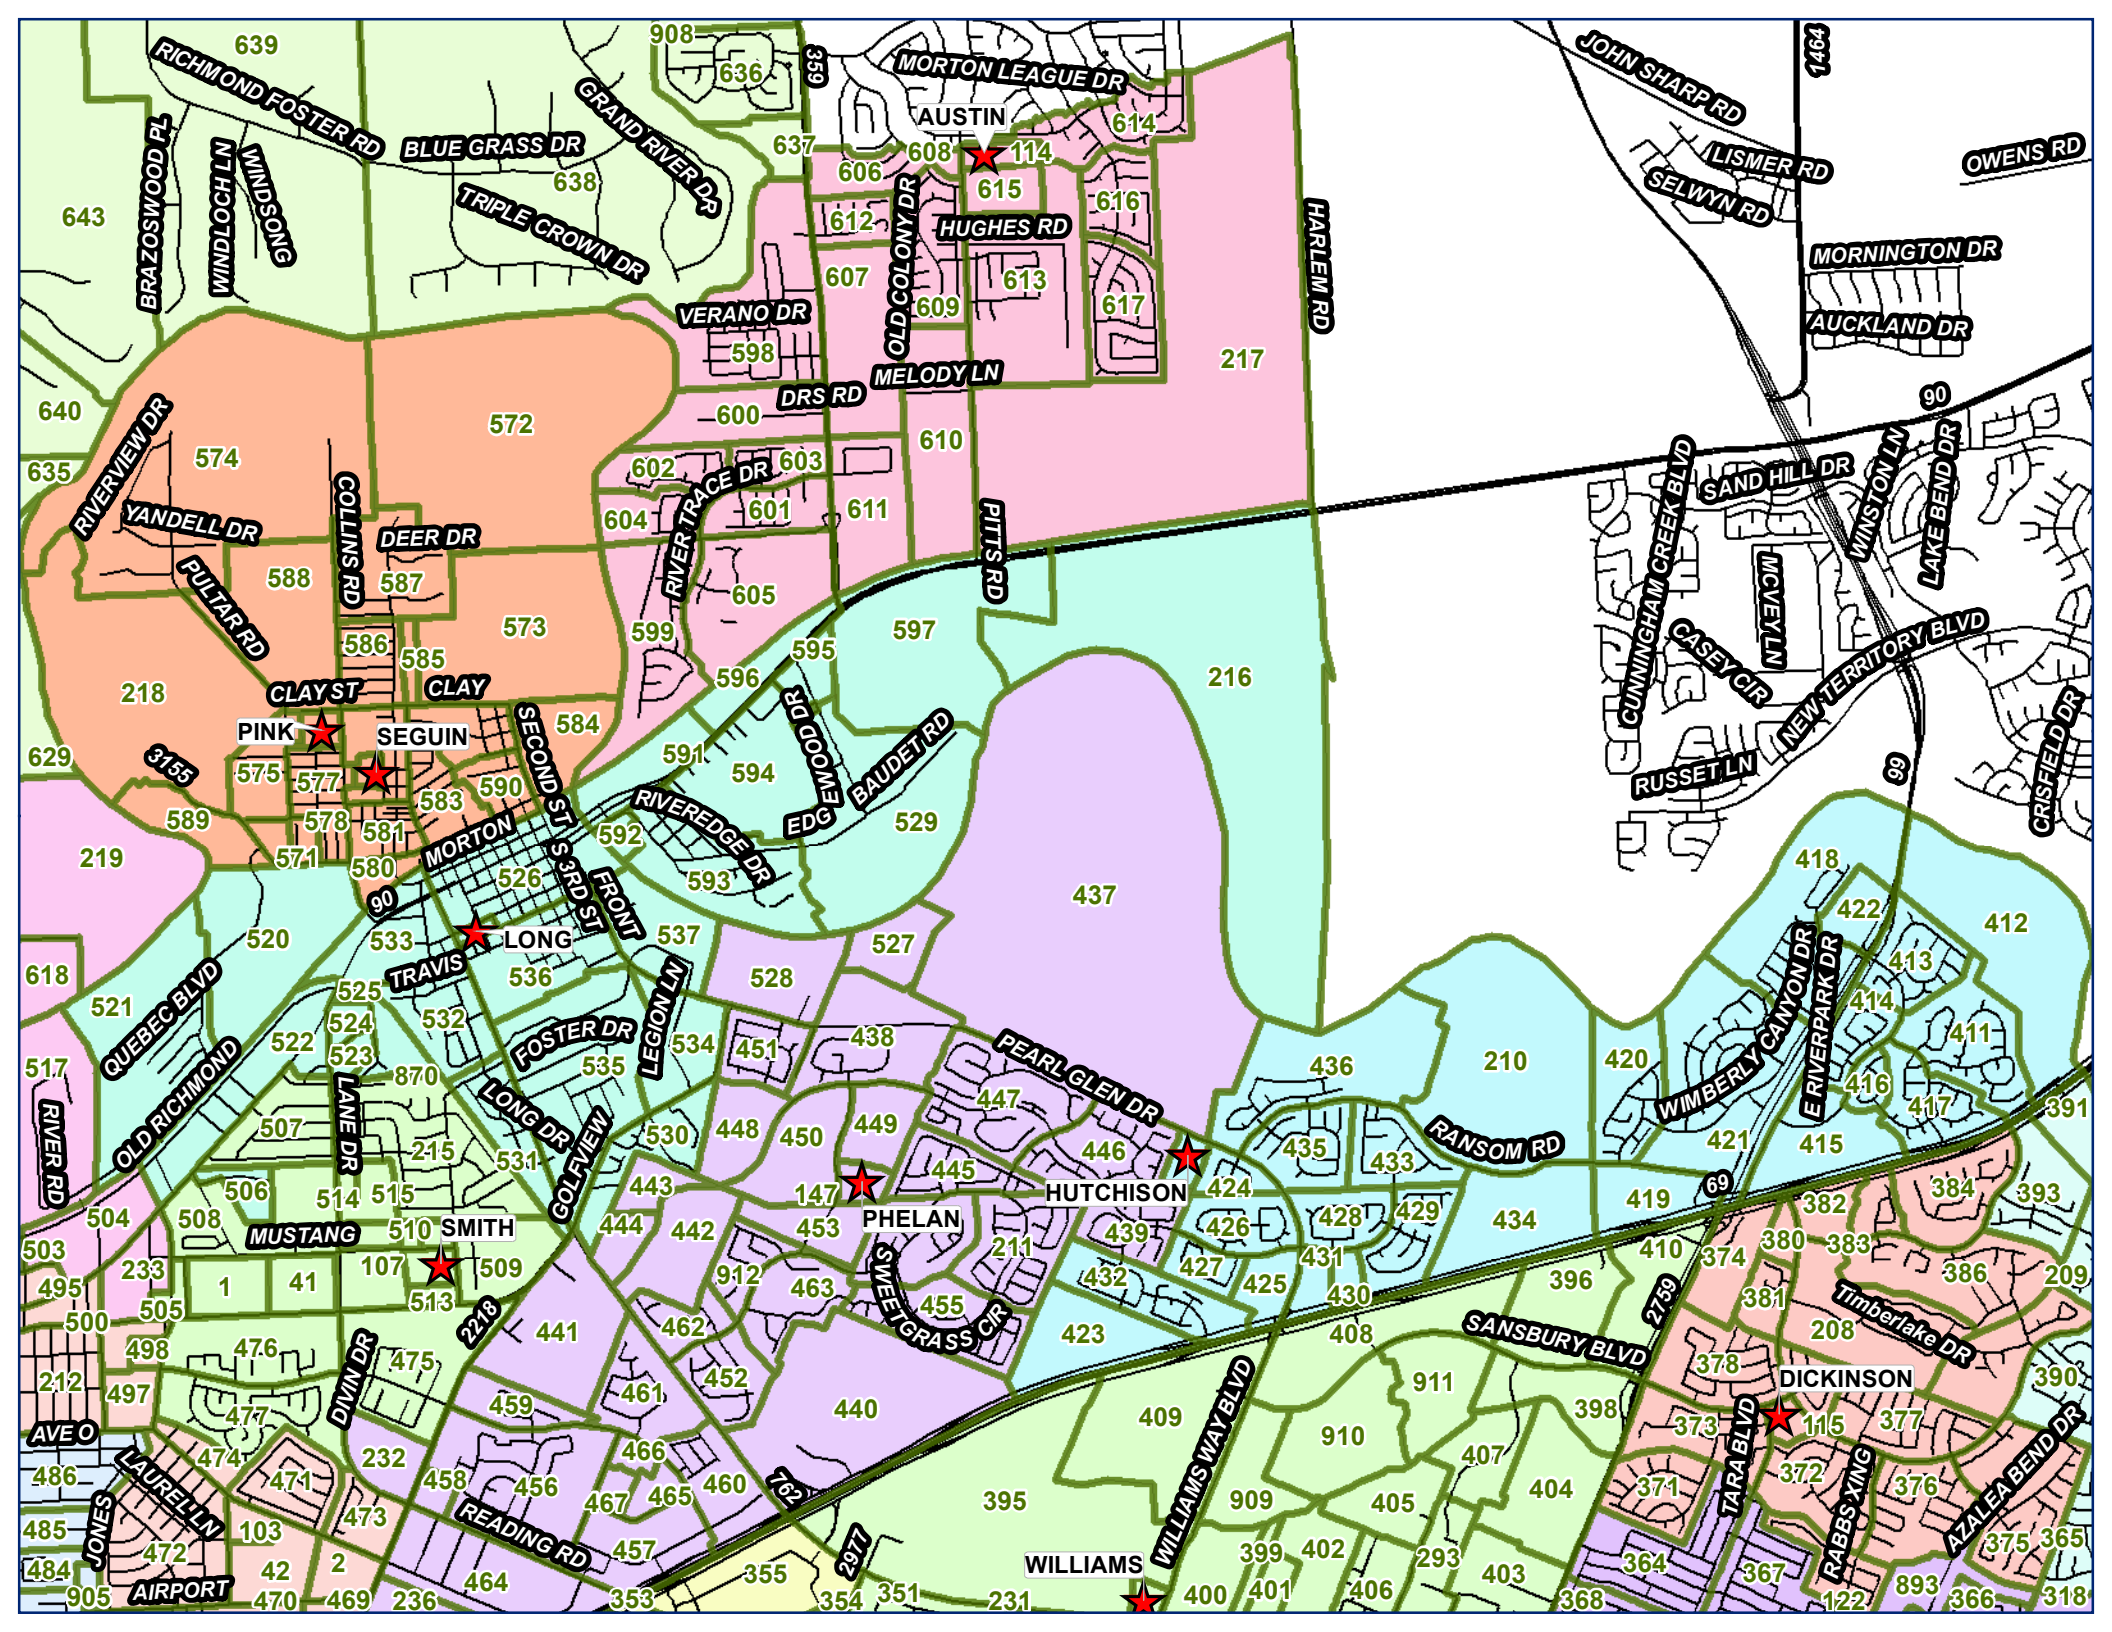 639
908
RICHMOND FOSTER RD
636
359
MORTON LEAGUE DR
JOHN SHARP RD
1464
GRAND RIVER DR
AUSTIN
614
BRAZOSWOOD PL
WINDLOCH LN
WINDSONG
BLUE GRASS DR
637
608
114
LISMER RD
OWENS RD
638
606
615
SELWYN RD
643
TRIPLE CROWN DR
612
OLD COLONY DR
616
HUGHES RD
HARLEM RD
MORNINGTON DR
607
613
609
617
VERANO DR
AUCKLAND DR
598
217
MELODY LN
DRS RD
90
640
600
572
610
RIVERVIEW DR
574
635
602
603
SAND HILL DR
WINSTON LN
LAKE BEND DR
CUNNINGHAM CREEK BLVD
COLLINS RD
RIVER TRACE DR
604
601
611
YANDELL DR
DEER DR
PITTS RD
588
587
605
MCVEY LN
PULTAR RD
586
585
573
599
595
597
CASEY CIR
NEW TERRITORY BLVD
218
CLAY ST
CLAY
596
216
PINK
SEGUIN
SECOND ST
584
EDGEWOOD DR
BAUDET RD
CRISFIELD DR
629
3155
575
577
583
590
591
594
RUSSET LN
99
589
578
581
RIVEREDGE DR
529
571
580
MORTON
592
219
526
S 3RD ST
FRONT
593
437
418
90
422
412
520
533
LONG
537
527
413
618
TRAVIS
536
528
WIMBERLY CANYON DR
E RIVERPARK DR
521
QUEBEC BLVD
525
LEGION LN
414
522
524
532
FOSTER DR
534
451
438
PEARL GLEN DR
436
210
420
411
517
523
870
535
416
RIVER RD
OLD RICHMOND
LANE DR
LONG DR
447
417
391
507
215
GOLFVIEW
530
448
450
449
446
435
433
RANSOM RD
421
415
506
514
515
531
443
147
445
HUTCHISON
424
419
69
384
393
504
508
510
SMITH
444
442
453
PHELAN
439
426
428
429
434
382
503
MUSTANG
211
431
410
374
380
383
233
1
41
107
509
912
463
SWEETGRASS CIR
432
427
425
430
396
386
209
495
505
513
455
2759
381
Timberlake DR
500
2218
441
462
423
408
SANSBURY BLVD
208
498
476
DIVIN DR
475
378
212
497
461
452
WILLIAMS WAY BLVD
911
DICKINSON
390
477
459
440
409
398
373
TARA BLVD
115
377
AVE O
474
232
466
910
407
AZALEA BEND DR
486
LAURELL LN
471
458
456
460
372
RABBS XING
376
JONES
473
467
465
762
395
909
405
404
371
485
103
READING RD
457
2977
WILLIAMS
399
402
293
375
365
472
464
355
364
367
484
42
2
401
406
403
893
905
AIRPORT
470
469
236
353
354
351
231
400
368
122
366
318